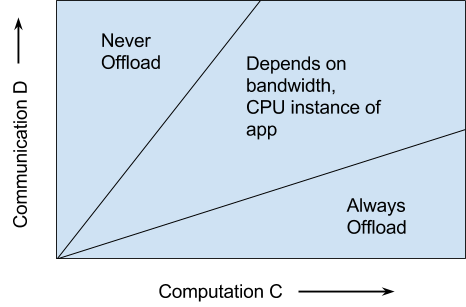 Never
Offload
Depends on
bandwidth,
CPU instance of
app
Always
Offload
Communication D
Computation C